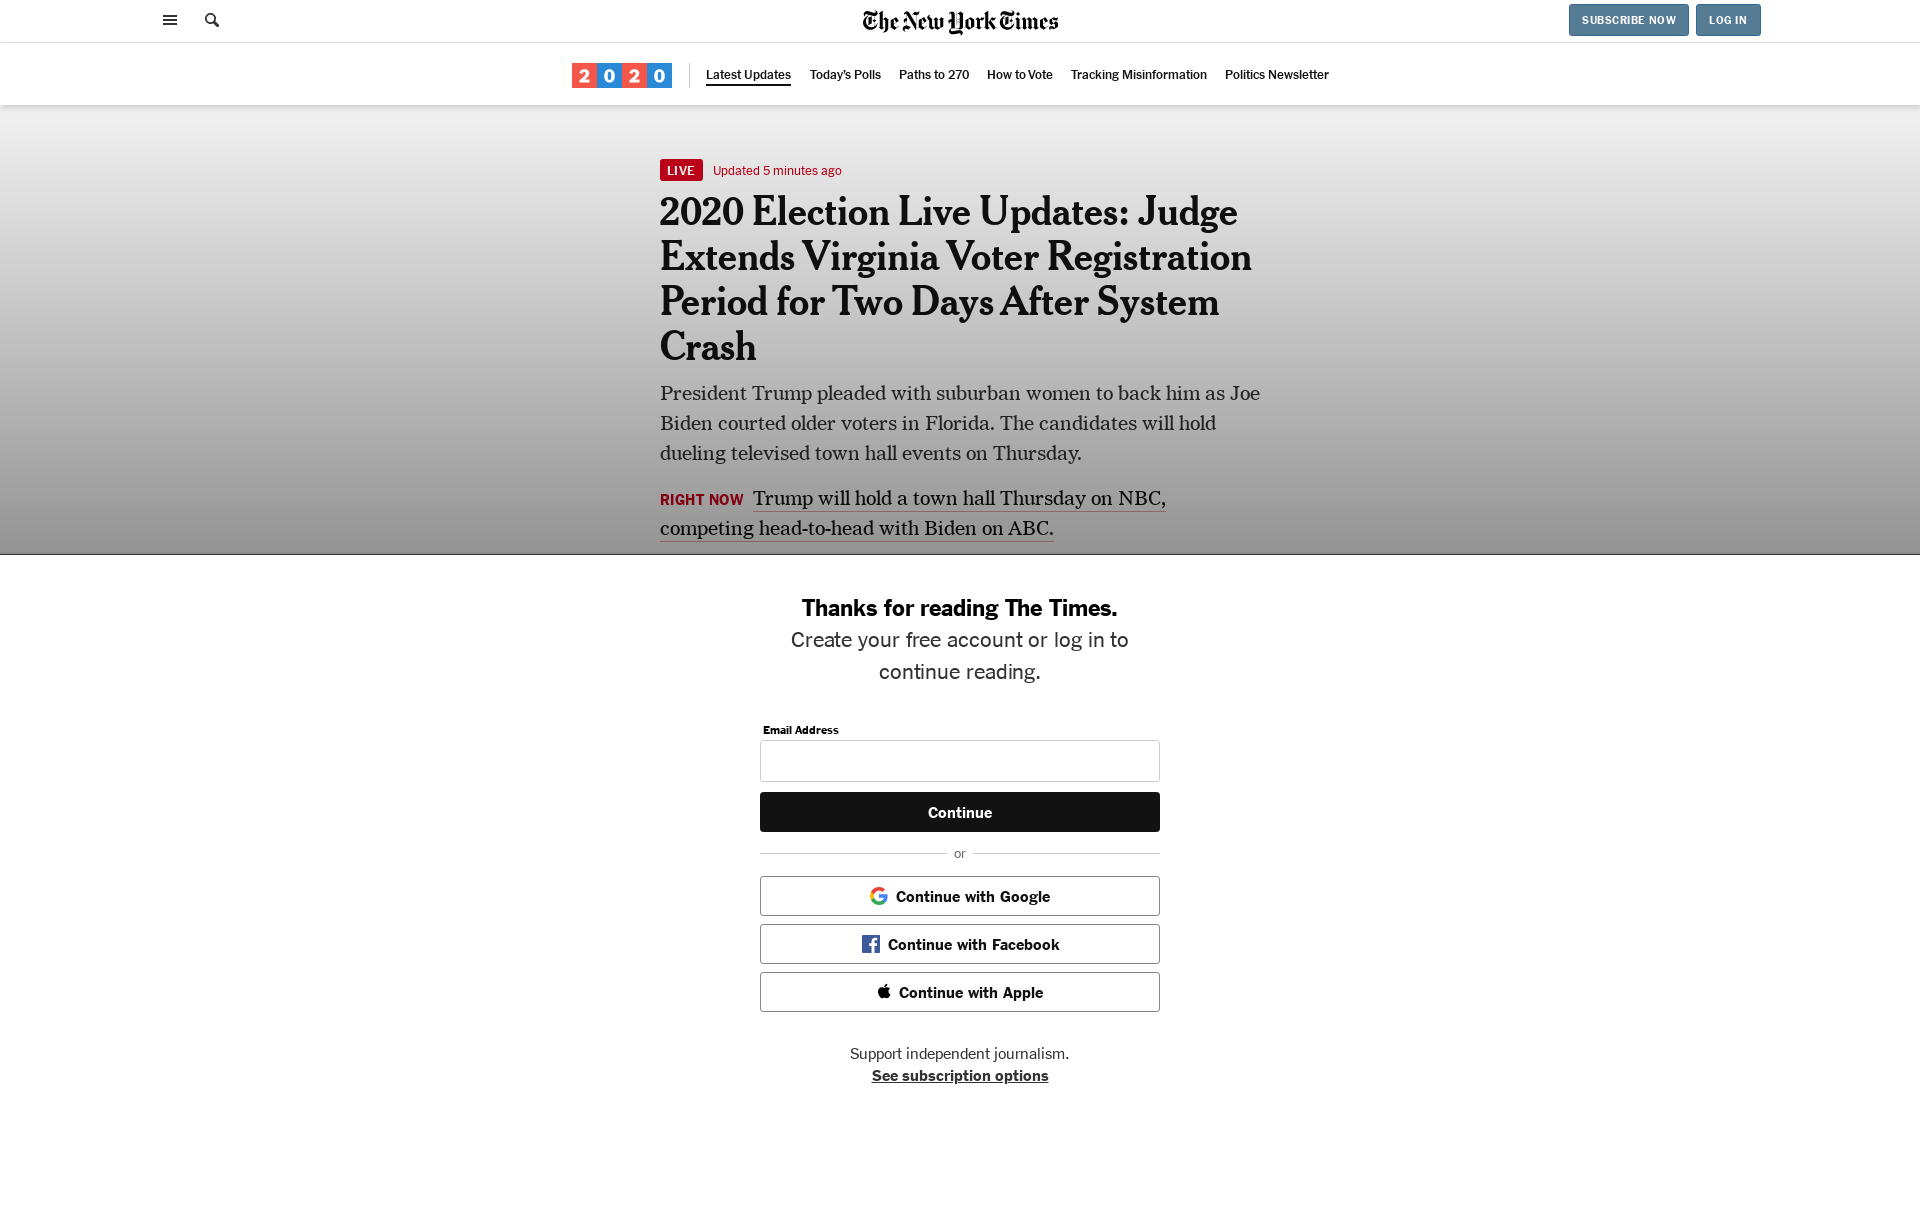 The New York Times
SUBSCRIBE NOW
LOG IN
2020
Latest Updates
Today's Polls
Paths to 270
How to Vote
Tracking Misinformation
Politics Newsletter
LIVE Updated 5 minutes ago
2020 Election Live Updates: Judge
Extends Virginia Voter Registration
Period for Two Days After System
Crash
President Trump pleaded with suburban women to back him as Joe
Biden courted older voters in Florida. The candidates will hold
dueling televised town hall events on Thursday.
RIGHT NOW Trump will hold a town hall Thursday on NBC,
competing head-to-head with Biden on ABC.
Thanks for reading The Times.
Create your free account or log in to
continue reading.
Email Address
Continue
or
Continue with Google
Continue with Facebook
Continue with Apple
Support independent journalism.
See subscription options